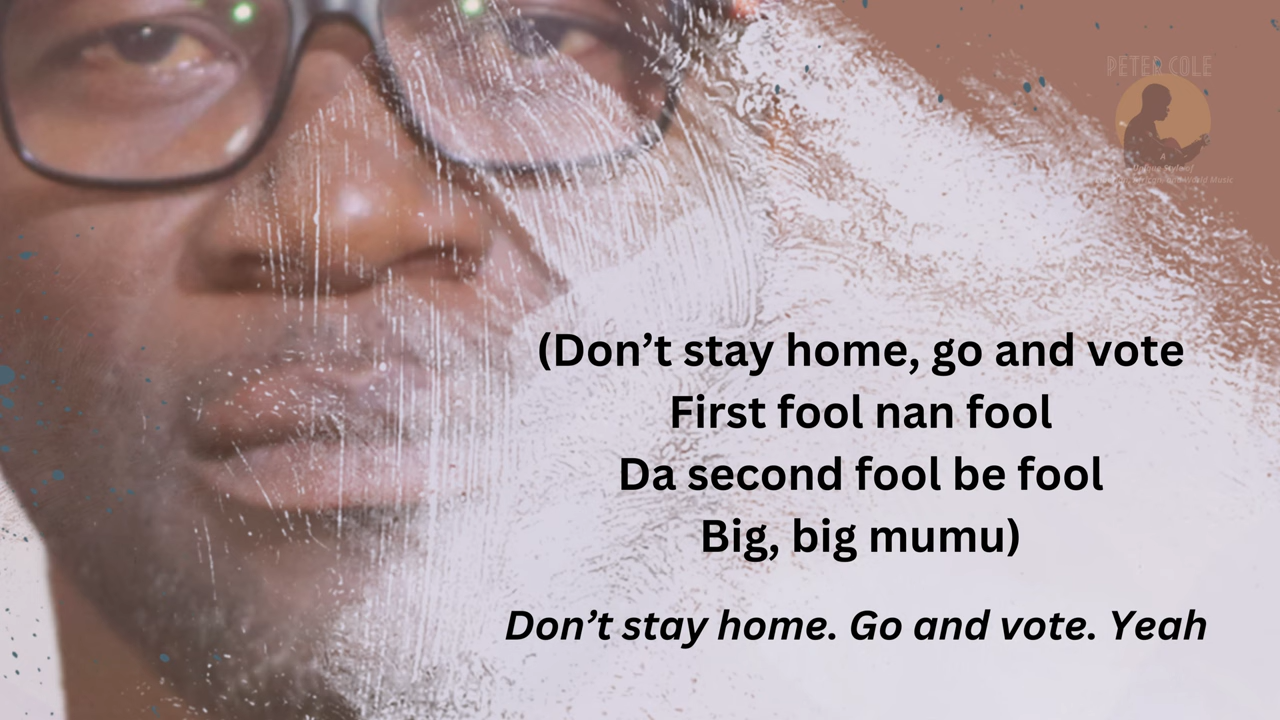 PETER COLE
A
(Don’t stay home, go and vote
First fool nan fool
Da second fool be fool
Big, big mumu)
Don’t stay home. Go and vote. Yeah